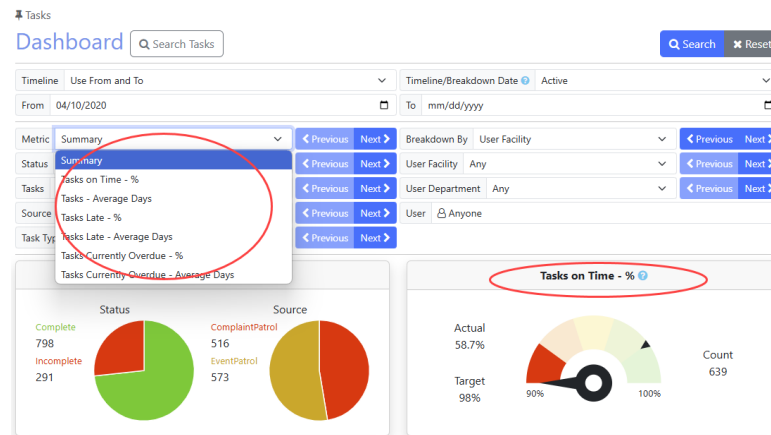 Tasks
Dashboard Search Tasks Search Reset
Timeline Use From and To Timeline/Breakdown Date Active
From 04/10/2020 To mm/dd/yyyy
Metric Summary Previous Next Breakdown By User Facility Previous Next
Status Previous Next User Facility Any Previous Next
Tasks Previous Next User Department Any Previous Next
Source Previous Next User Anyone
Task Typ Previous Next
Summary
Tasks on Time - %
Tasks - Average Days
Tasks Late - %
Tasks Late - Average Days
Tasks Currently Overdue - %
Tasks Currently Overdue - Average Days
Status
Complete
798
Incomplete
291
Source
ComplaintPatrol
516
EventPatrol
573
Tasks on Time - %
Actual
58.7%
Target
98%
90% 100%
Count
639